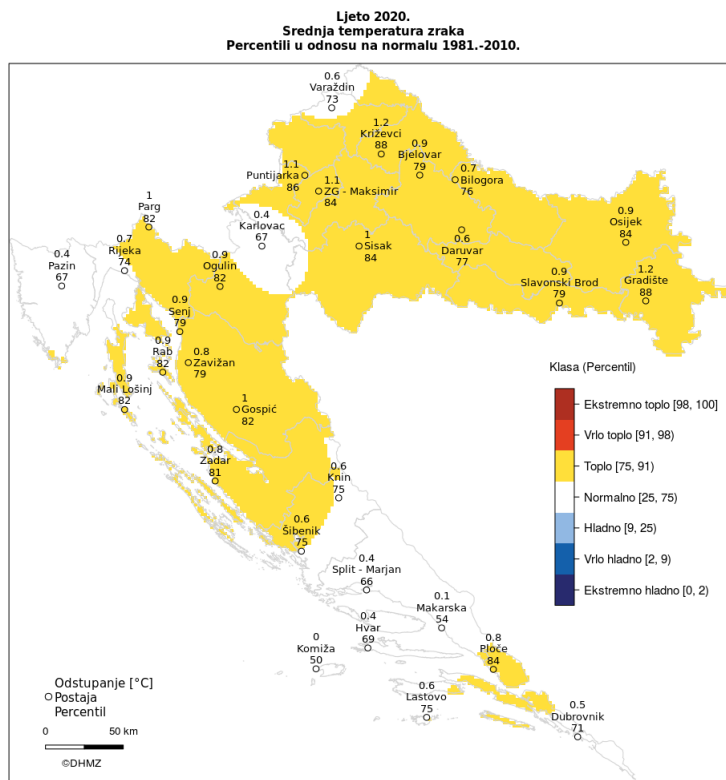 Ljeto 2020.
Srednja temperatura zraka
Percentili u odnosu na normalu 1981.-2010.
0.6
Varaždin
73
1.2
Križevci
88
0.9
Bjelovar
79
0.7
Bilogora
76
1.1
Puntijarka
86
1.1
ZG - Maksimir
84
1
Parg
82
0.4
Karlovac
67
1
Sisak
84
0.6
Daruvar
77
0.9
Osijek
84
0.7
Rijeka
74
0.4
Pazin
67
0.9
Ogulin
82
0.9
Slavonski Brod
79
1.2
Gradište
88
0.9
Senj
79
0.9
Rab
82
0.8
Zavižan
79
0.9
Mali Lošinj
82
1
Gospić
82
0.8
Zadar
81
0.6
Knin
75
0.6
Šibenik
75
0.4
Split - Marjan
66
0.1
Makarska
54
0.4
Hvar
69
0
Komiža
50
0.8
Ploče
84
0.6
Lastovo
75
0.5
Dubrovnik
71
Klasa (Percentil)
Ekstremno toplo [98, 100]
Vrlo toplo [91, 98)
Toplo [75, 91)
Normalno [25, 75)
Hladno [9, 25)
Vrlo hladno [2, 9)
Ekstremno hladno [0, 2)
Odstupanje [°C]
Postaja
Percentil
0 50 km
©DHMZ